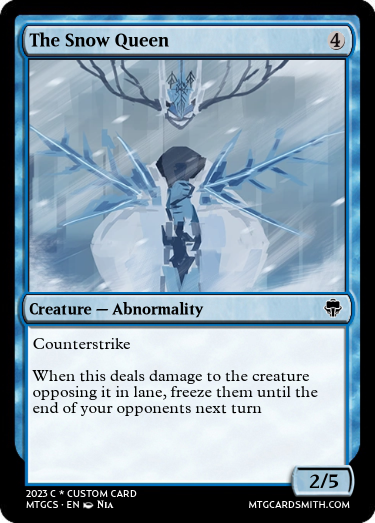 The Snow Queen 4
Creature — Abnormality
Counterstrike
When this deals damage to the creature
opposing it in lane, freeze them until the
end of your opponents next turn
2/5
2023 C * CUSTOM CARD
MTGCS • EN Nia
MTGCARDSMITH.COM